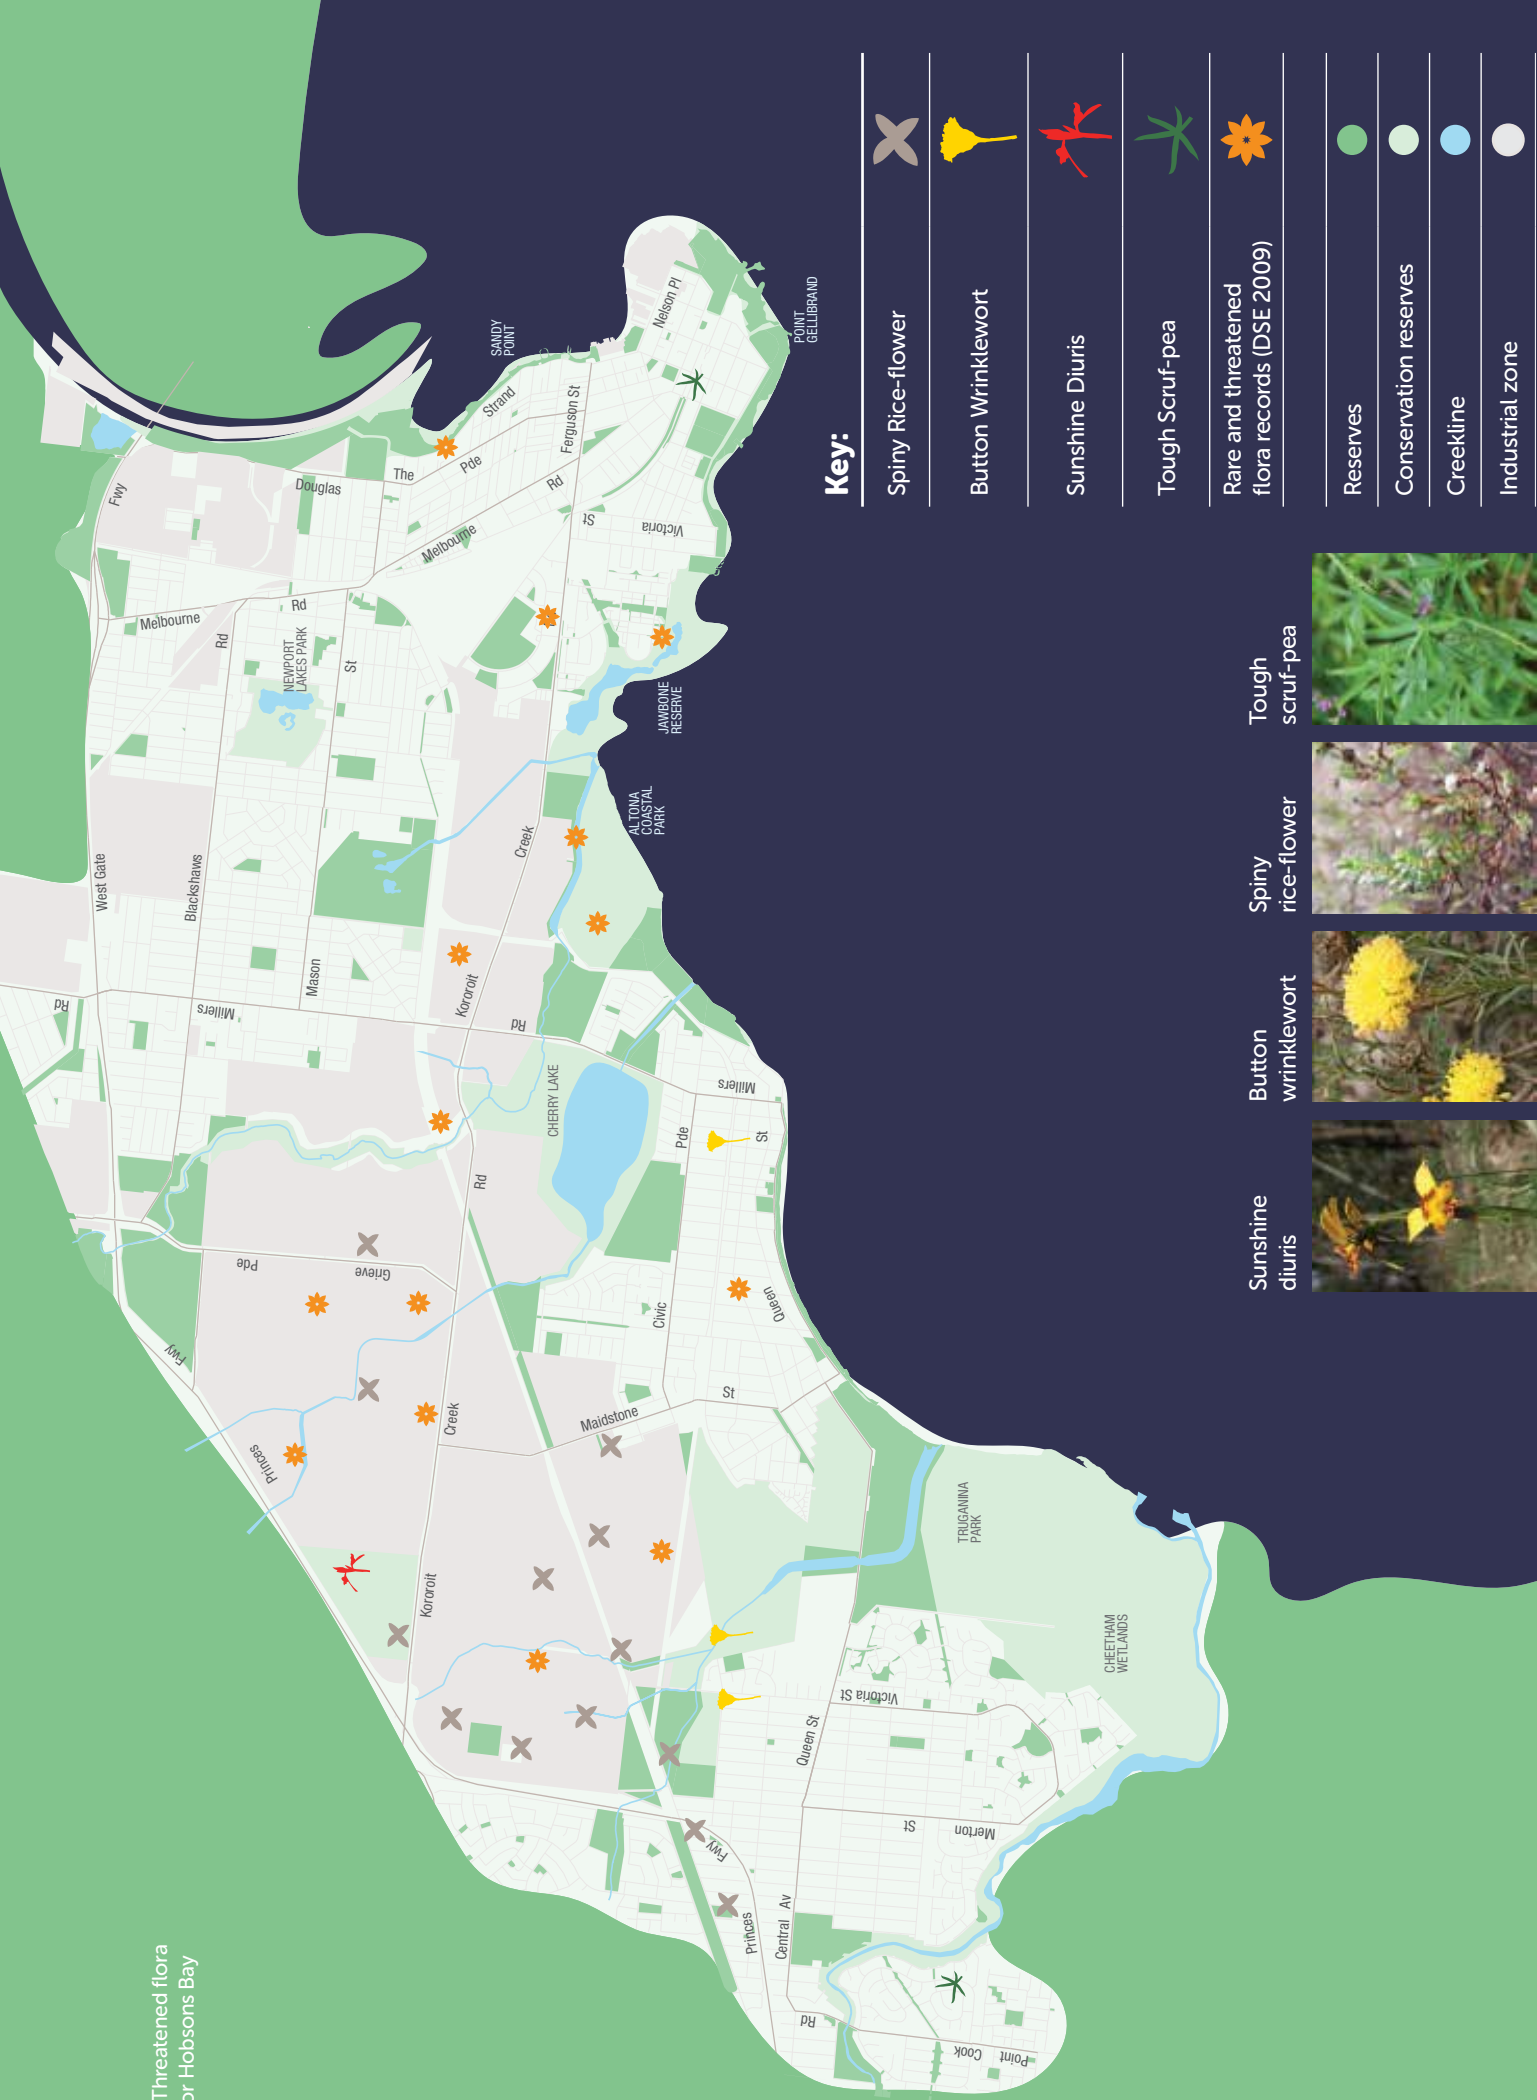 Threatened flora
or Hobsons Bay
Key:
Spiny Rice-flower
Button Wrinklewort
Sunshine Diuris
Tough Scruf-pea
Rare and threatened
flora records (DSE 2009)
Reserves
Conservation reserves
Creekline
Industrial zone
Sunshine
diuris
Button
wrinklewort
Spiny
rice-flower
Tough
scruf-pea
Point
Cook
Rd
Central Av
Princes
Fwy
Merton
St
Queen St
Victoria St
CHEETHAM
WETLANDS
TRUGANINA
PARK
Kororoit
Creek
Rd
Princes
Fwy
Maidstone
St
Civic
Pde
Queen
St
Grieve
Pde
Millers
CHERRY LAKE
Rd
Millers
Rd
Kororoit
Creek
Mason
St
Blackshaws
Rd
West Gate
Fwy
ALTONA
COASTAL
PARK
JAWBONE
RESERVE
NEWPORT
LAKES PARK
Melbourne
Rd
Melbourne
Rd
Douglas
The
Pde
Strand
Ferguson St
Victoria
St
Nelson Pl
SANDY
POINT
POINT
GELLIBRAND